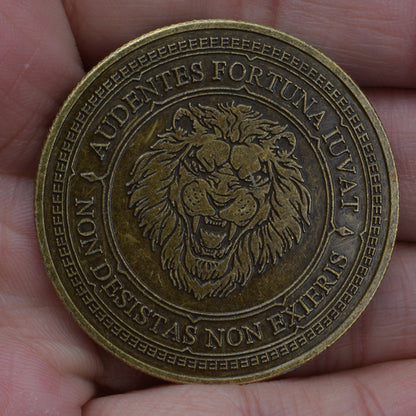 AUDENTES FORTUNA IUVAT
NON DESISTAS NON EXIERIS